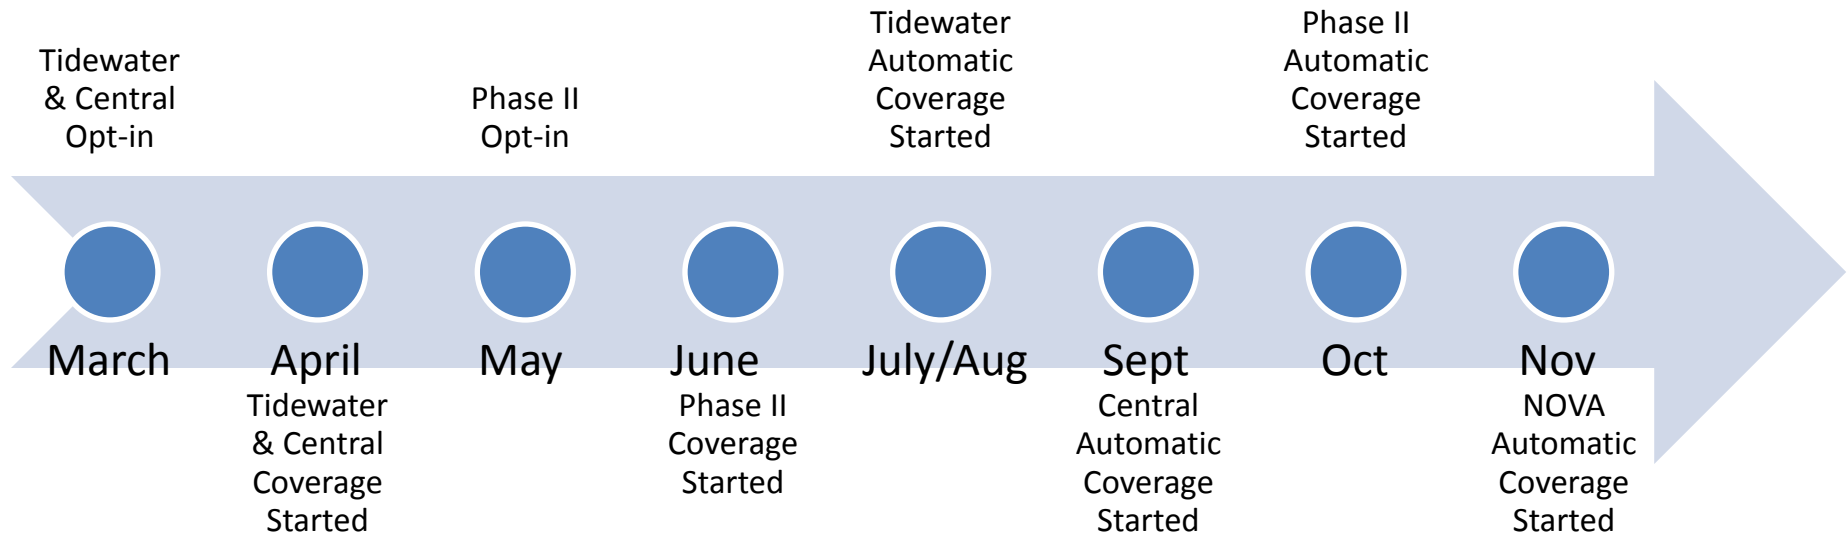 Tidewater
& Central
Opt-in
March
April
Tidewater
& Central
Coverage
Started
Phase II
Opt-in
May
June
Phase II
Coverage
Started
Tidewater
Automatic
Coverage
Started
July/Aug
Sept
Central
Automatic
Coverage
Started
Phase II
Automatic
Coverage
Started
Oct
Nov
NOVA
Automatic
Coverage
Started